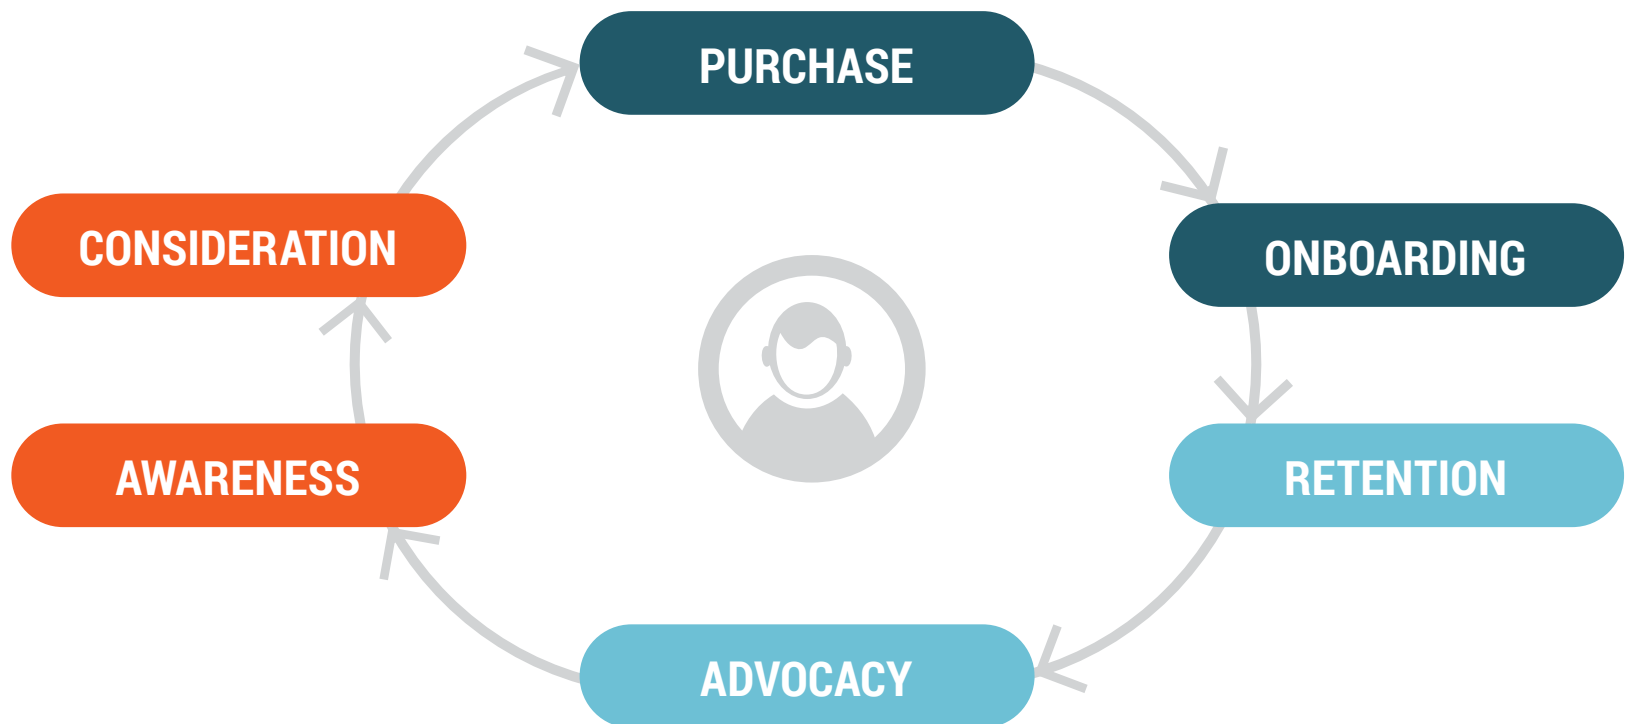 PURCHASE
CONSIDERATION
ONBOARDING
AWARENESS
RETENTION
ADVOCACY